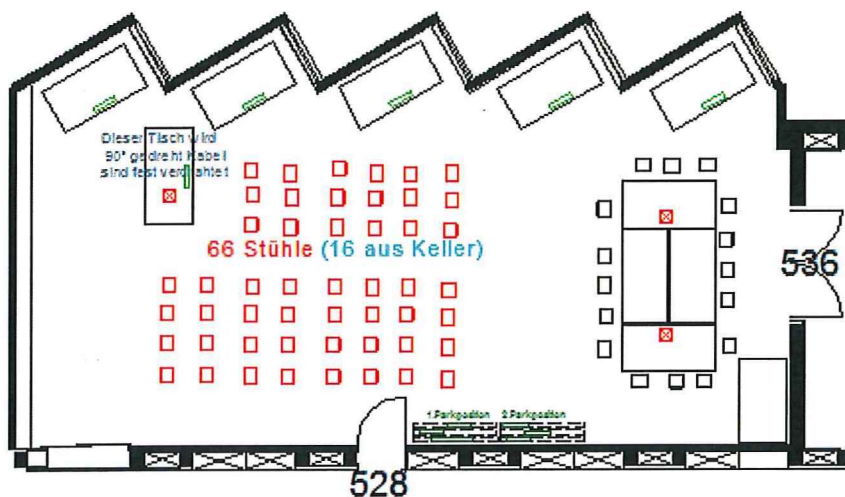 Dieser Tisch wird
90° gedreht Kabel
sind fest verdrahtet
66 Stühle (16 aus Keller)
536
1.Parkposition 2.Parkposition
528